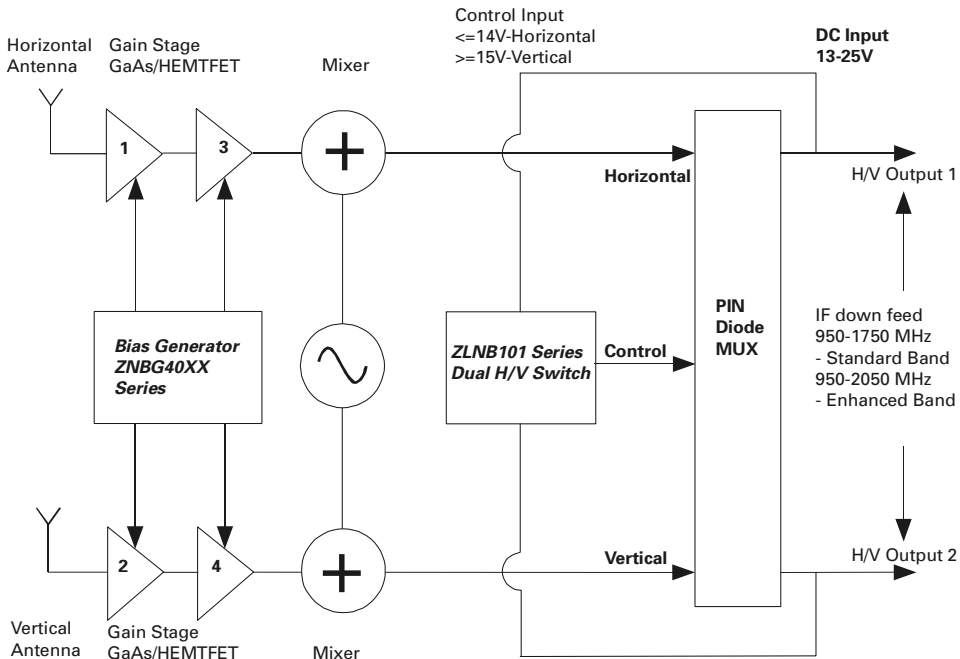 Control Input
<=14V-Horizontal
>=15V-Vertical
DC Input
13-25V
Horizontal
Antenna
Gain Stage
GaAs/HEMTFET
Mixer
1
3
+
+
Horizontal
H/V Output 1
Bias Generator
ZNBG40XX
Series
ZLNB101 Series
Dual H/V Switch
Control
PIN
Diode
MUX
IF down feed
950-1750 MHz
- Standard Band
950-2050 MHz
- Enhanced Band
2
4
Vertical
H/V Output 2
Vertical
Antenna
Gain Stage
GaAs/HEMTFET
Mixer